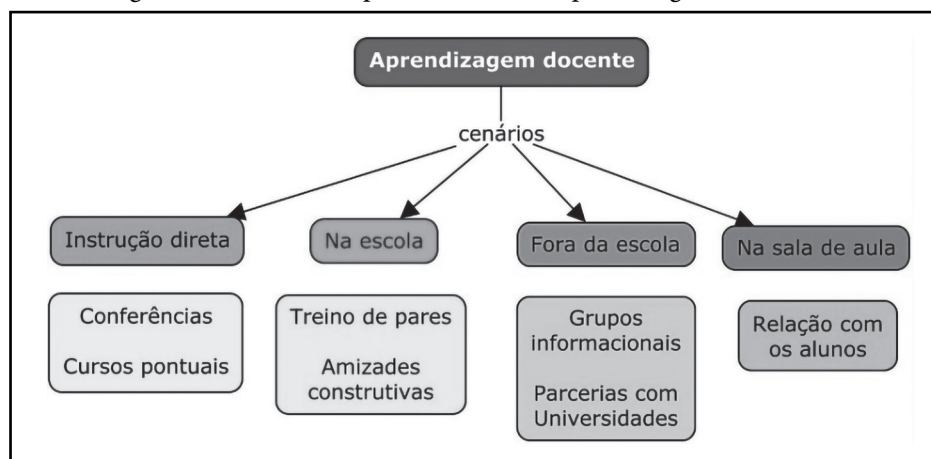 Aprendizagem docente
cenários
Instrução direta
Na escola
Fora da escola
Na sala de aula
Conferências
Cursos pontuais
Treino de pares
Amizades
construtivas
Grupos
informacionais
Parcerias com
Universidades
Relação com
os alunos